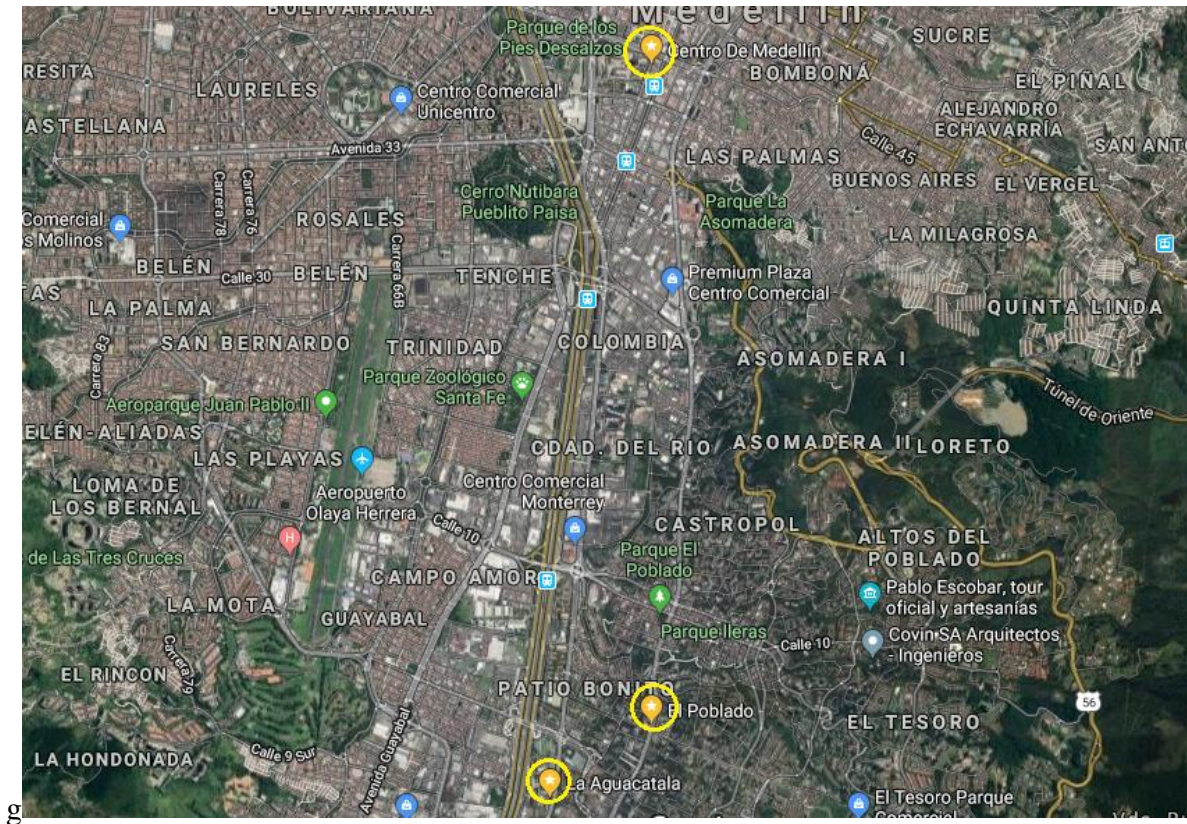 BOLIVARIANA
Medellín
Parque de los
Pies Descalzos
Centro De Medellín
SUCRE
RESITA
LAURELES
Centro Comercial
Unicentro
BOMBONÁ
EL PIÑAL
ALEJANDRO
ECHAVARRÍA
ASTELLANA
Avenida 33
Calle 45
SAN ANTO
LAS PALMAS
BUENOS AIRES
EL VERGEL
Carrera 78
Carrera 76
Cerro Nutibara
Pueblito Paisa
Parque La
Asomadera
Comercial
s Molinos
ROSALES
LA MILAGROSA
BELÉN
Calle 30
BELÉN
Carrera 66B
TENCHE
Premium Plaza
Centro Comercial
TAS
LA PALMA
QUINTA LINDA
SAN BERNARDO
TRINIDAD
COLOMBIA
ASOMADERA I
Carrera 83
Parque Zoológico
Santa Fe
Túnel de Oriente
Aeroparque Juan Pablo II
ELÉN-ALIADAS
LAS PLAYAS
CDAD. DEL RIO
ASOMADERA II
LORETO
LOMA DE
LOS BERNAL
Aeropuerto
Olaya Herrera
Centro Comercial
Monterrey
Calle 10
CASTROPOL
ALTOS DEL
POBLADO
de Las Tres Cruces
H
Parque El
Poblado
CAMPO AMOR
Pablo Escobar, tour
oficial y artesanías
LA MOTA
GUAYABAL
Parque lleras
Calle 10
Covin SA Arquitectos
- Ingenieros
EL RINCON
Carrera 79
PATIO BONITO
El Poblado
56
EL TESORO
LA HONDONADA
Calle 9 Sur
Avenida Guayabal
La Aguacatala
El Tesoro Parque
Comercial
g